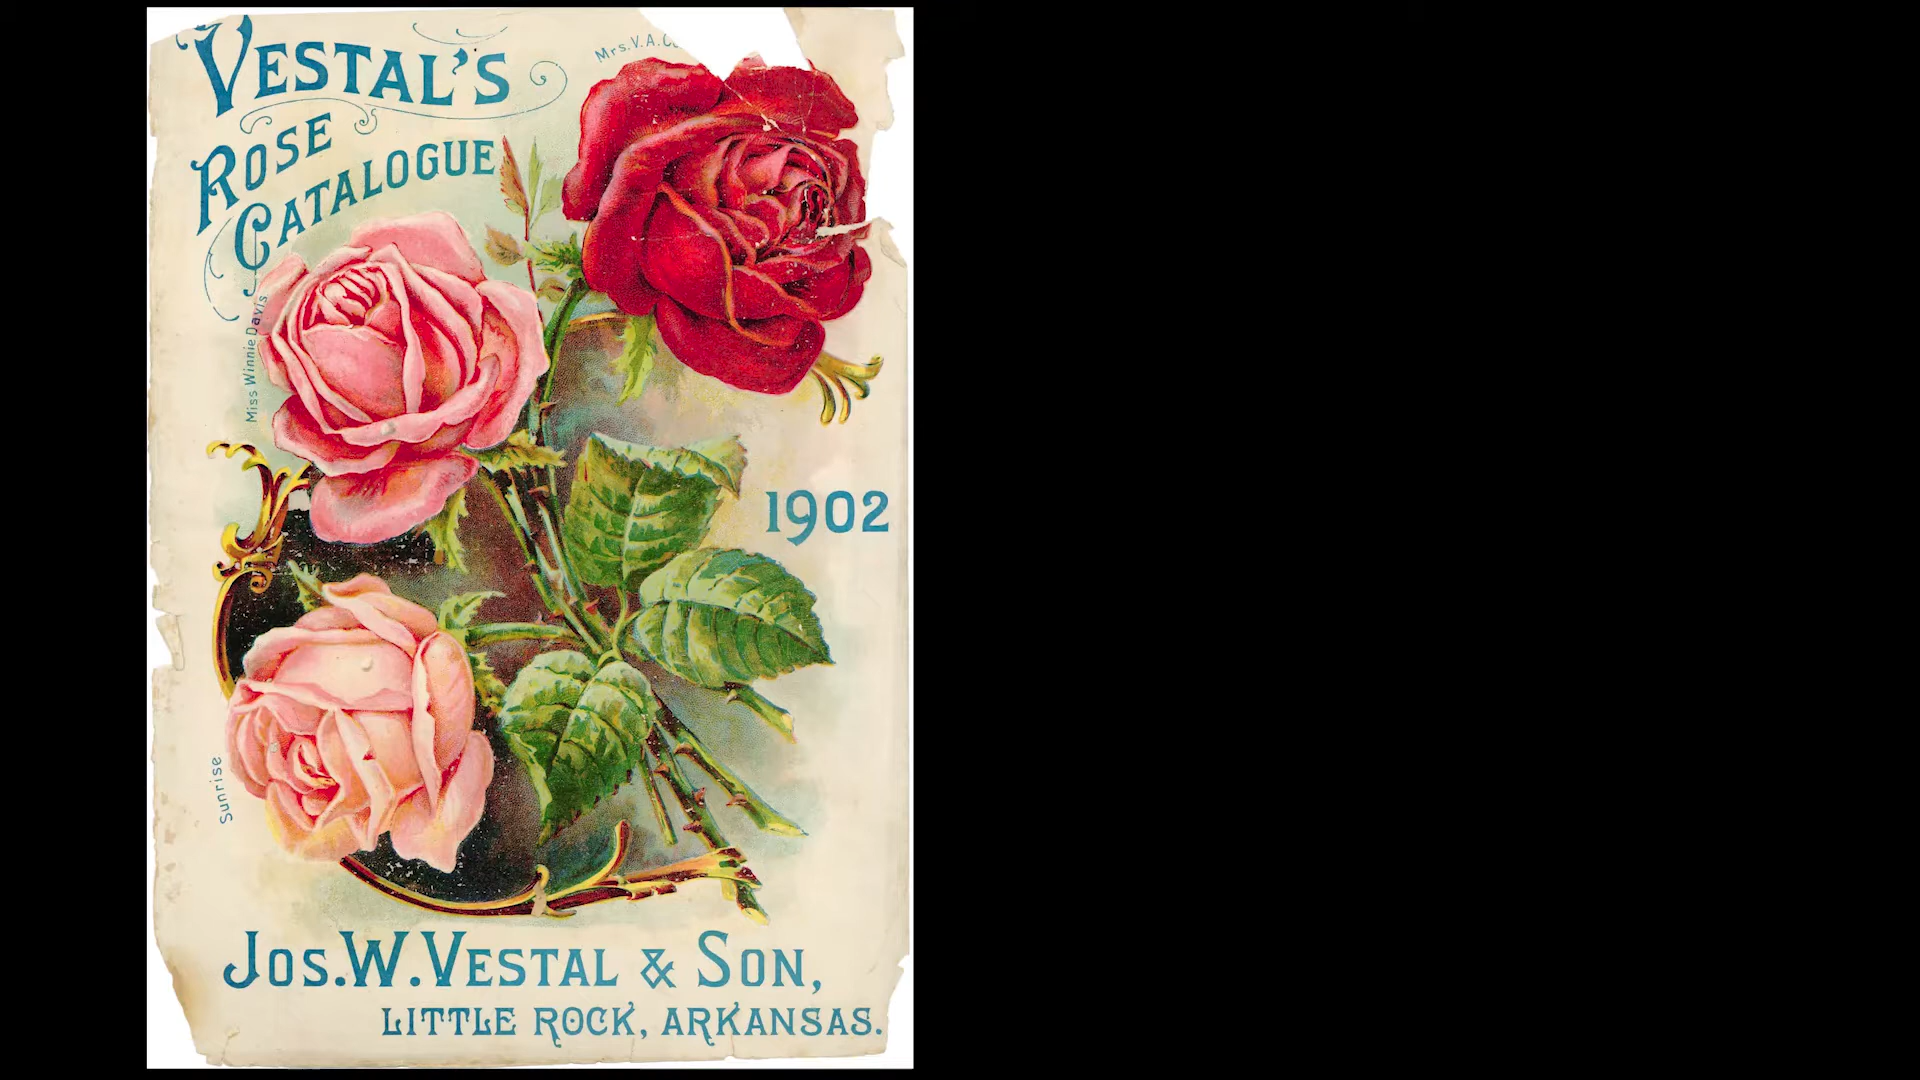 VESTAL'S
ROSE
CATALOGUE
Mrs. V. A.
Miss Winnie Davis
1902
Sunrise
JOS. W. VESTAL & SON,
LITTLE ROCK, ARKANSAS.